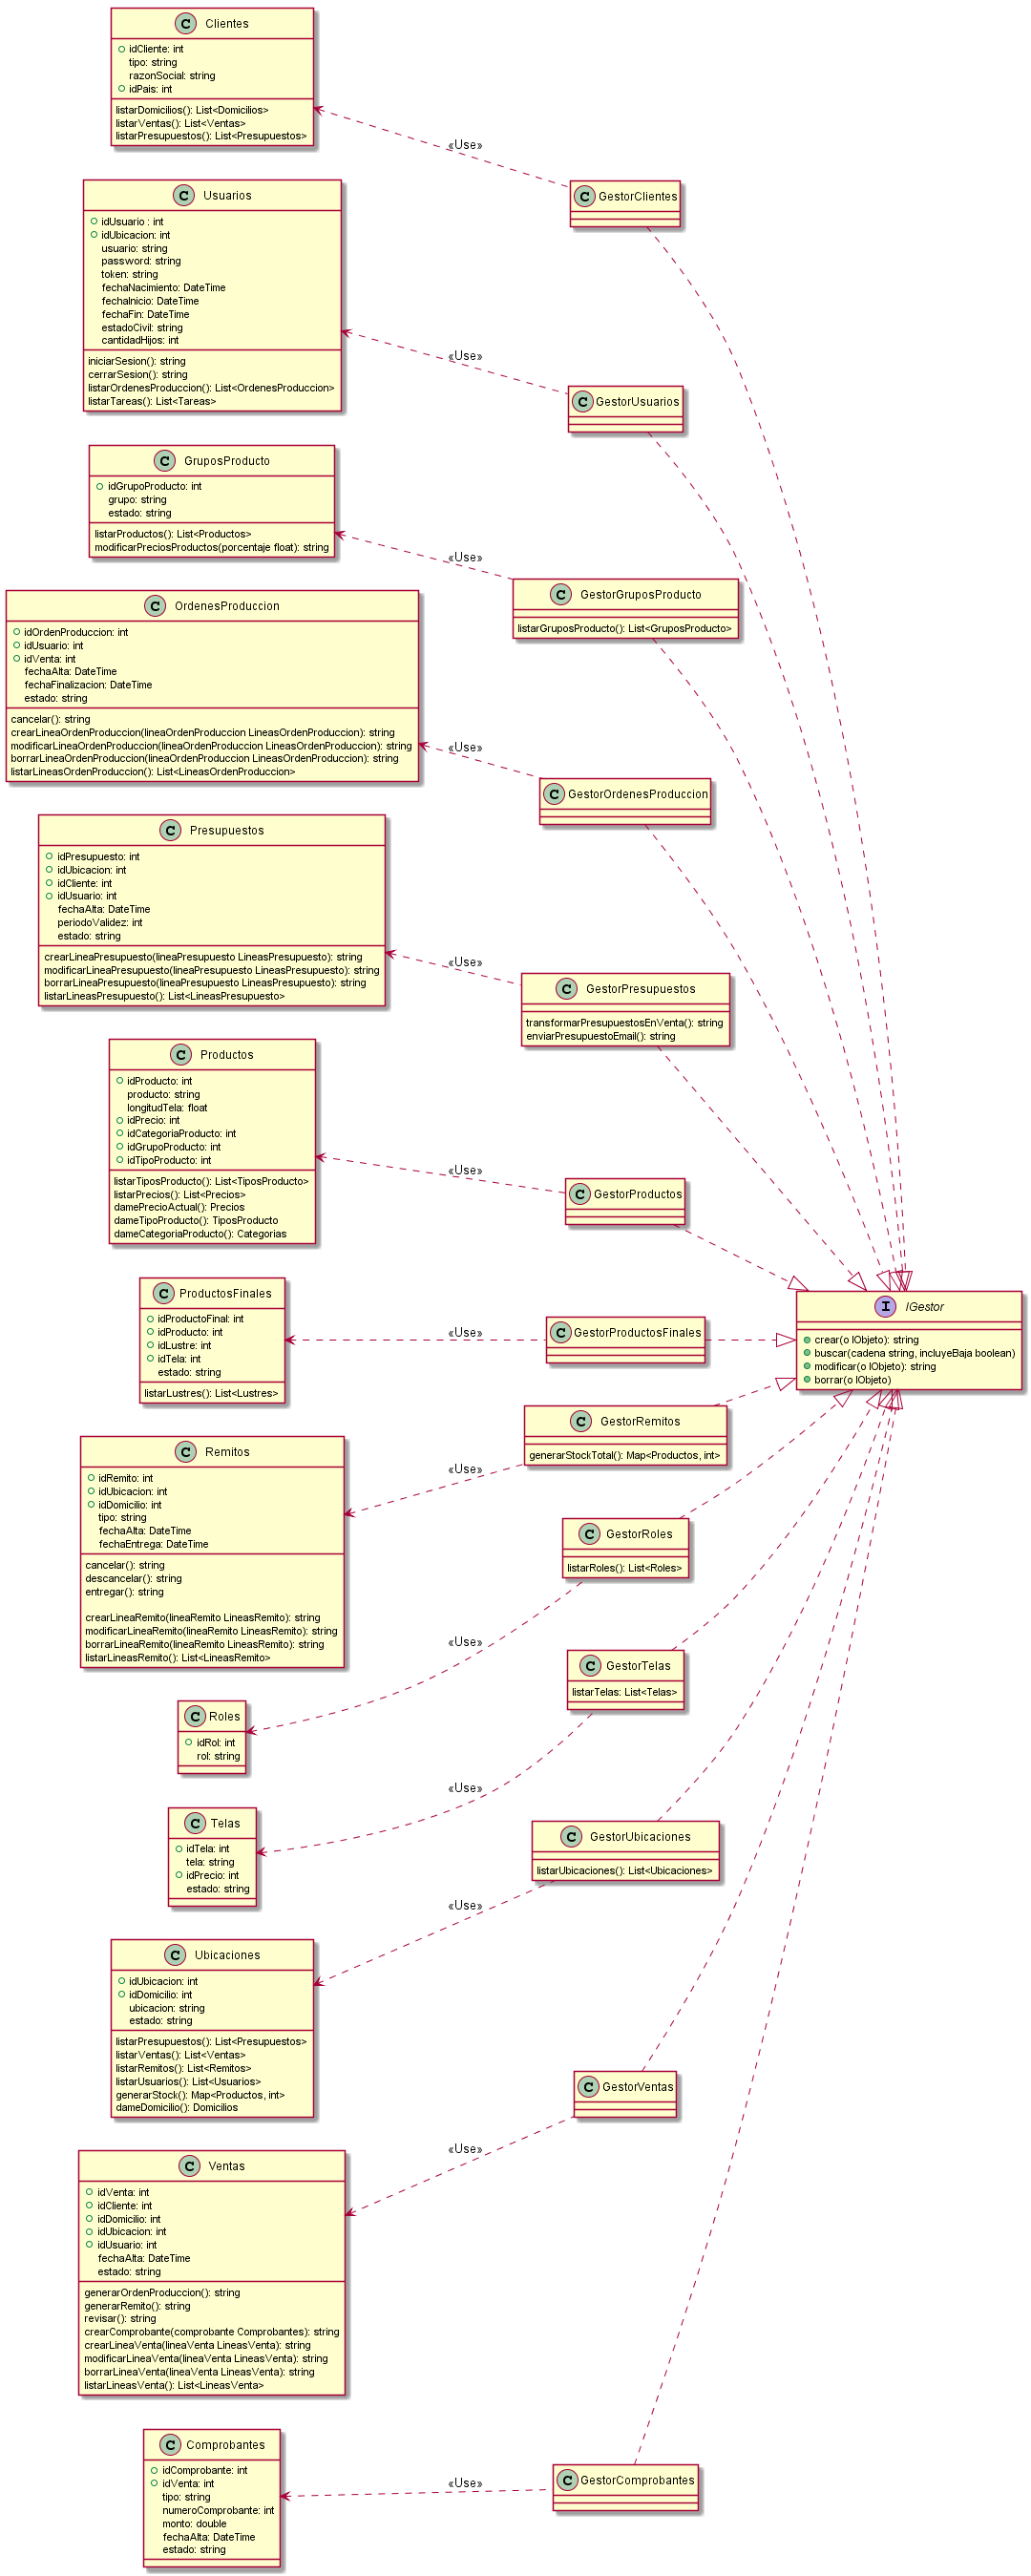 C Clientes
idCliente: int
tipo: string
razonSocial: string
idPais: int
listarDomicilios(): List<Domicilios>
listarVentas(): List<Ventas>
listarPresupuestos(): List<Presupuestos>
«Use»
C GestorClientes
C Usuarios
idUsuario : int
idUbicacion: int
usuario: string
password: string
token: string
fechaNacimiento: DateTime
fechaInicio: DateTime
fechaFin: DateTime
estadoCivil: string
cantidadHijos: int
iniciarSesion(): string
cerrarSesion(): string
listarOrdenesProduccion(): List<OrdenesProduccion>
listarTareas(): List<Tareas>
«Use»
C GestorUsuarios
C GruposProducto
idGrupoProducto: int
grupo: string
estado: string
listarProductos(): List<Productos>
modificarPreciosProductos(porcentaje float): string
«Use»
C GestorGruposProducto
listarGruposProducto(): List<GruposProducto>
C OrdenesProduccion
idOrdenProduccion: int
idUsuario: int
idVenta: int
fechaAlta: DateTime
fechaFinalizacion: DateTime
estado: string
cancelar(): string
crearLineaOrdenProduccion(lineaOrdenProduccion LineasOrdenProduccion): string
modificarLineaOrdenProduccion(lineaOrdenProduccion LineasOrdenProduccion): string
borrarLineaOrdenProduccion(lineaOrdenProduccion LineasOrdenProduccion): string
listarLineasOrdenProduccion(): List<LineasOrdenProduccion>
«Use»
C GestorOrdenesProduccion
C Presupuestos
idPresupuesto: int
idUbicacion: int
idCliente: int
idUsuario: int
fechaAlta: DateTime
periodoValidez: int
estado: string
crearLineaPresupuesto(lineaPresupuesto LineasPresupuesto): string
modificarLineaPresupuesto(lineaPresupuesto LineasPresupuesto): string
borrarLineaPresupuesto(lineaPresupuesto LineasPresupuesto): string
listarLineasPresupuesto(): List<LineasPresupuesto>
«Use»
C GestorPresupuestos
transformarPresupuestosEnVenta(): string
enviarPresupuestoEmail(): string
C Productos
idProducto: int
producto: string
longitudTela: float
idPrecio: int
idCategoriaProducto: int
idGrupoProducto: int
idTipoProducto: int
listarTiposProducto(): List<TiposProducto>
listarPrecios(): List<Precios>
damePrecioActual(): Precios
dameTipoProducto(): TiposProducto
dameCategoriaProducto(): Categorias
«Use»
C GestorProductos
I IGestor
crear(o IObjeto): string
buscar(cadena string, incluyeBaja boolean)
modificar(o IObjeto): string
borrar(o IObjeto)
C ProductosFinales
idProductoFinal: int
idProducto: int
idLustre: int
idTela: int
estado: string
listarLustres(): List<Lustres>
«Use»
C GestorProductosFinales
C GestorRemitos
generarStockTotal(): Map<Productos, int>
C Remitos
idRemito: int
idUbicacion: int
idDomicilio: int
tipo: string
fechaAlta: DateTime
fechaEntrega: DateTime
cancelar(): string
descancelar(): string
entregar(): string
crearLineaRemito(lineaRemito LineasRemito): string
modificarLineaRemito(lineaRemito LineasRemito): string
borrarLineaRemito(lineaRemito LineasRemito): string
listarLineasRemito(): List<LineasRemito>
«Use»
C GestorRoles
listarRoles(): List<Roles>
«Use»
C Roles
idRol: int
rol: string
C GestorTelas
listarTelas: List<Telas>
«Use»
C Telas
idTela: int
tela: string
idPrecio: int
estado: string
C GestorUbicaciones
listarUbicaciones(): List<Ubicaciones>
«Use»
C Ubicaciones
idUbicacion: int
idDomicilio: int
ubicacion: string
estado: string
listarPresupuestos(): List<Presupuestos>
listarVentas(): List<Ventas>
listarRemitos(): List<Remitos>
listarUsuarios(): List<Usuarios>
generarStock(): Map<Productos, int>
dameDomicilio(): Domicilios
C GestorVentas
«Use»
C Ventas
idVenta: int
idCliente: int
idDomicilio: int
idUbicacion: int
idUsuario: int
fechaAlta: DateTime
estado: string
generarOrdenProduccion(): string
generarRemito(): string
revisar(): string
crearComprobante(comprobante Comprobantes): string
crearLineaVenta(lineaVenta LineasVenta): string
modificarLineaVenta(lineaVenta LineasVenta): string
borrarLineaVenta(lineaVenta LineasVenta): string
listarLineasVenta(): List<LineasVenta>
C Comprobantes
idComprobante: int
idVenta: int
tipo: string
numeroComprobante: int
monto: double
fechaAlta: DateTime
estado: string
«Use»
C GestorComprobantes